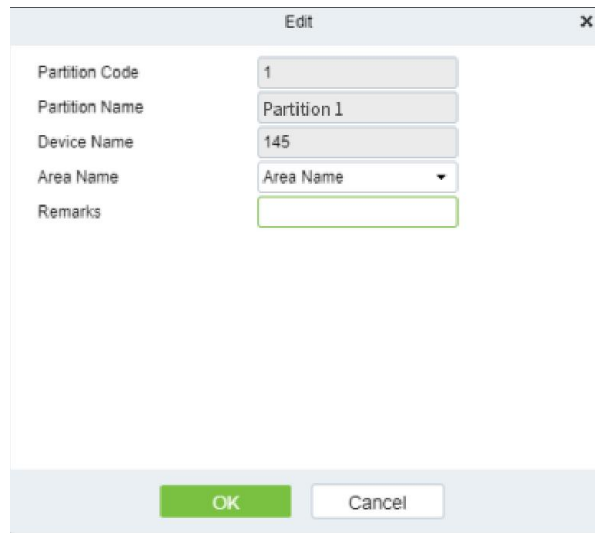 Edit
Partition Code 1
Partition Name Partition 1
Device Name 145
Area Name Area Name
Remarks
OK Cancel